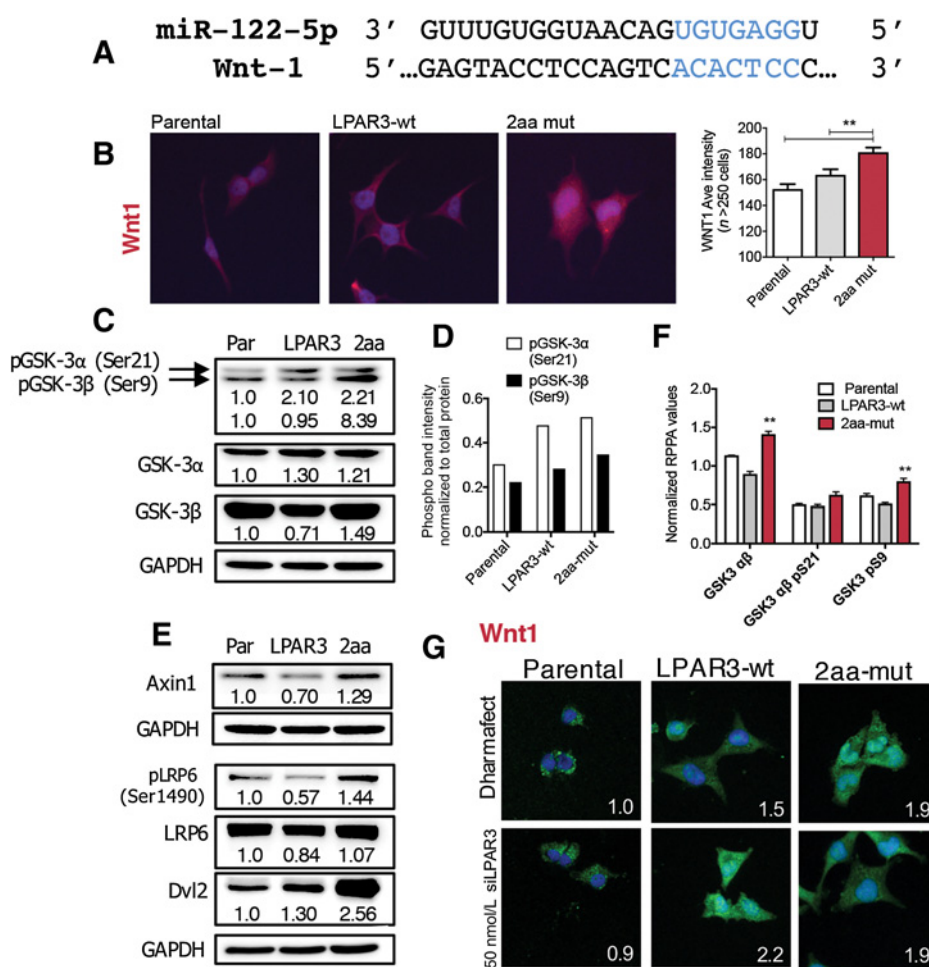 A
miR-122-5p 3′ GUUUGUGGUAACAGUGUGAGGU 5′
Wnt-1 5′…GAGTACCTCCAGTCACACTCCC… 3′
B
Parental LPAR3-wt 2aa mut
Wnt1
WNT1 Ave intensity
(n >250 cells)
180
160
140
120
100
**
Parental
LPAR3-wt
2aa mut
C
Par LPAR3 2aa
pGSK-3α (Ser21)
pGSK-3β (Ser9)
1.0 2.10 2.21
1.0 0.95 8.39
GSK-3α
1.0 1.30 1.21
GSK-3β
1.0 0.71 1.49
GAPDH
D
pGSK-3α
(Ser21)
pGSK-3β
(Ser9)
Phospho band intensity
normalized to total protein
0.6
0.4
0.2
0.0
Parental
LPAR3-wt
2aa-mut
F
Parental
LPAR3-wt
2aa-mut
Normalized RPPA values
2.0
1.5
1.0
0.5
0.0
**
**
GSK3 αβ
GSK3 αβ pS21
GSK3 pS9
E
Par LPAR3 2aa
Axin1
1.0 0.70 1.29
GAPDH
pLRP6
(Ser1490)
1.0 0.57 1.44
LRP6
1.0 0.84 1.07
Dvl2
1.0 1.30 2.56
GAPDH
Wnt1
G
Parental LPAR3-wt 2aa-mut
Dharmafect
1.0 1.5 1.9
50 nmol/L siLPAR3
0.9 2.2 1.9